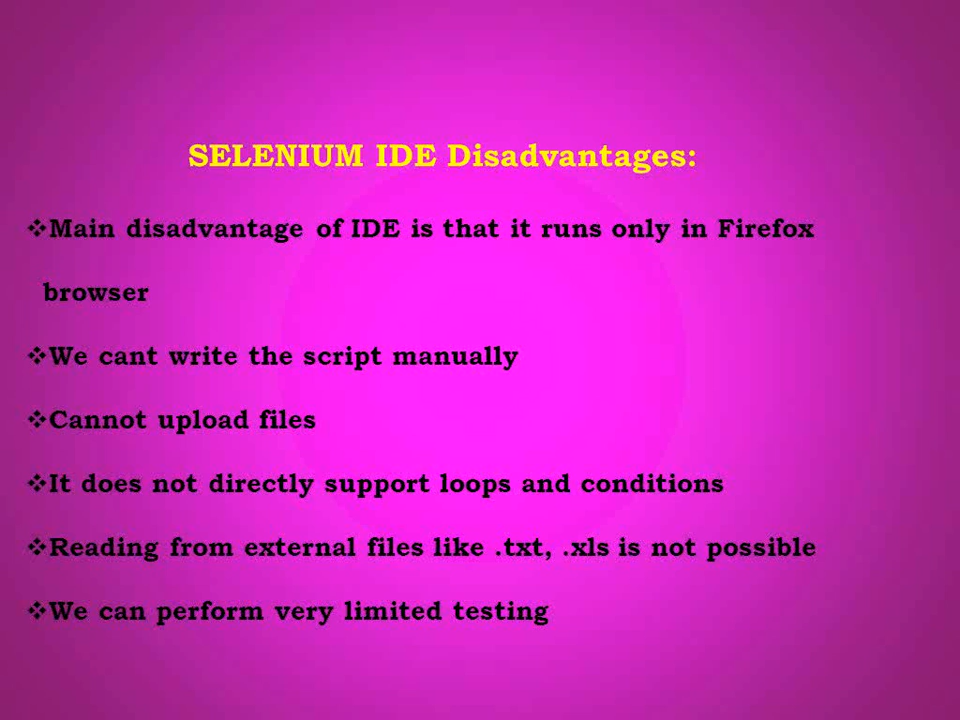 SELENIUM IDE Disadvantages:
❖Main disadvantage of IDE is that it runs only in Firefox
browser
❖We cant write the script manually
❖Cannot upload files
❖It does not directly support loops and conditions
❖Reading from external files like .txt, .xls is not possible
❖We can perform very limited testing